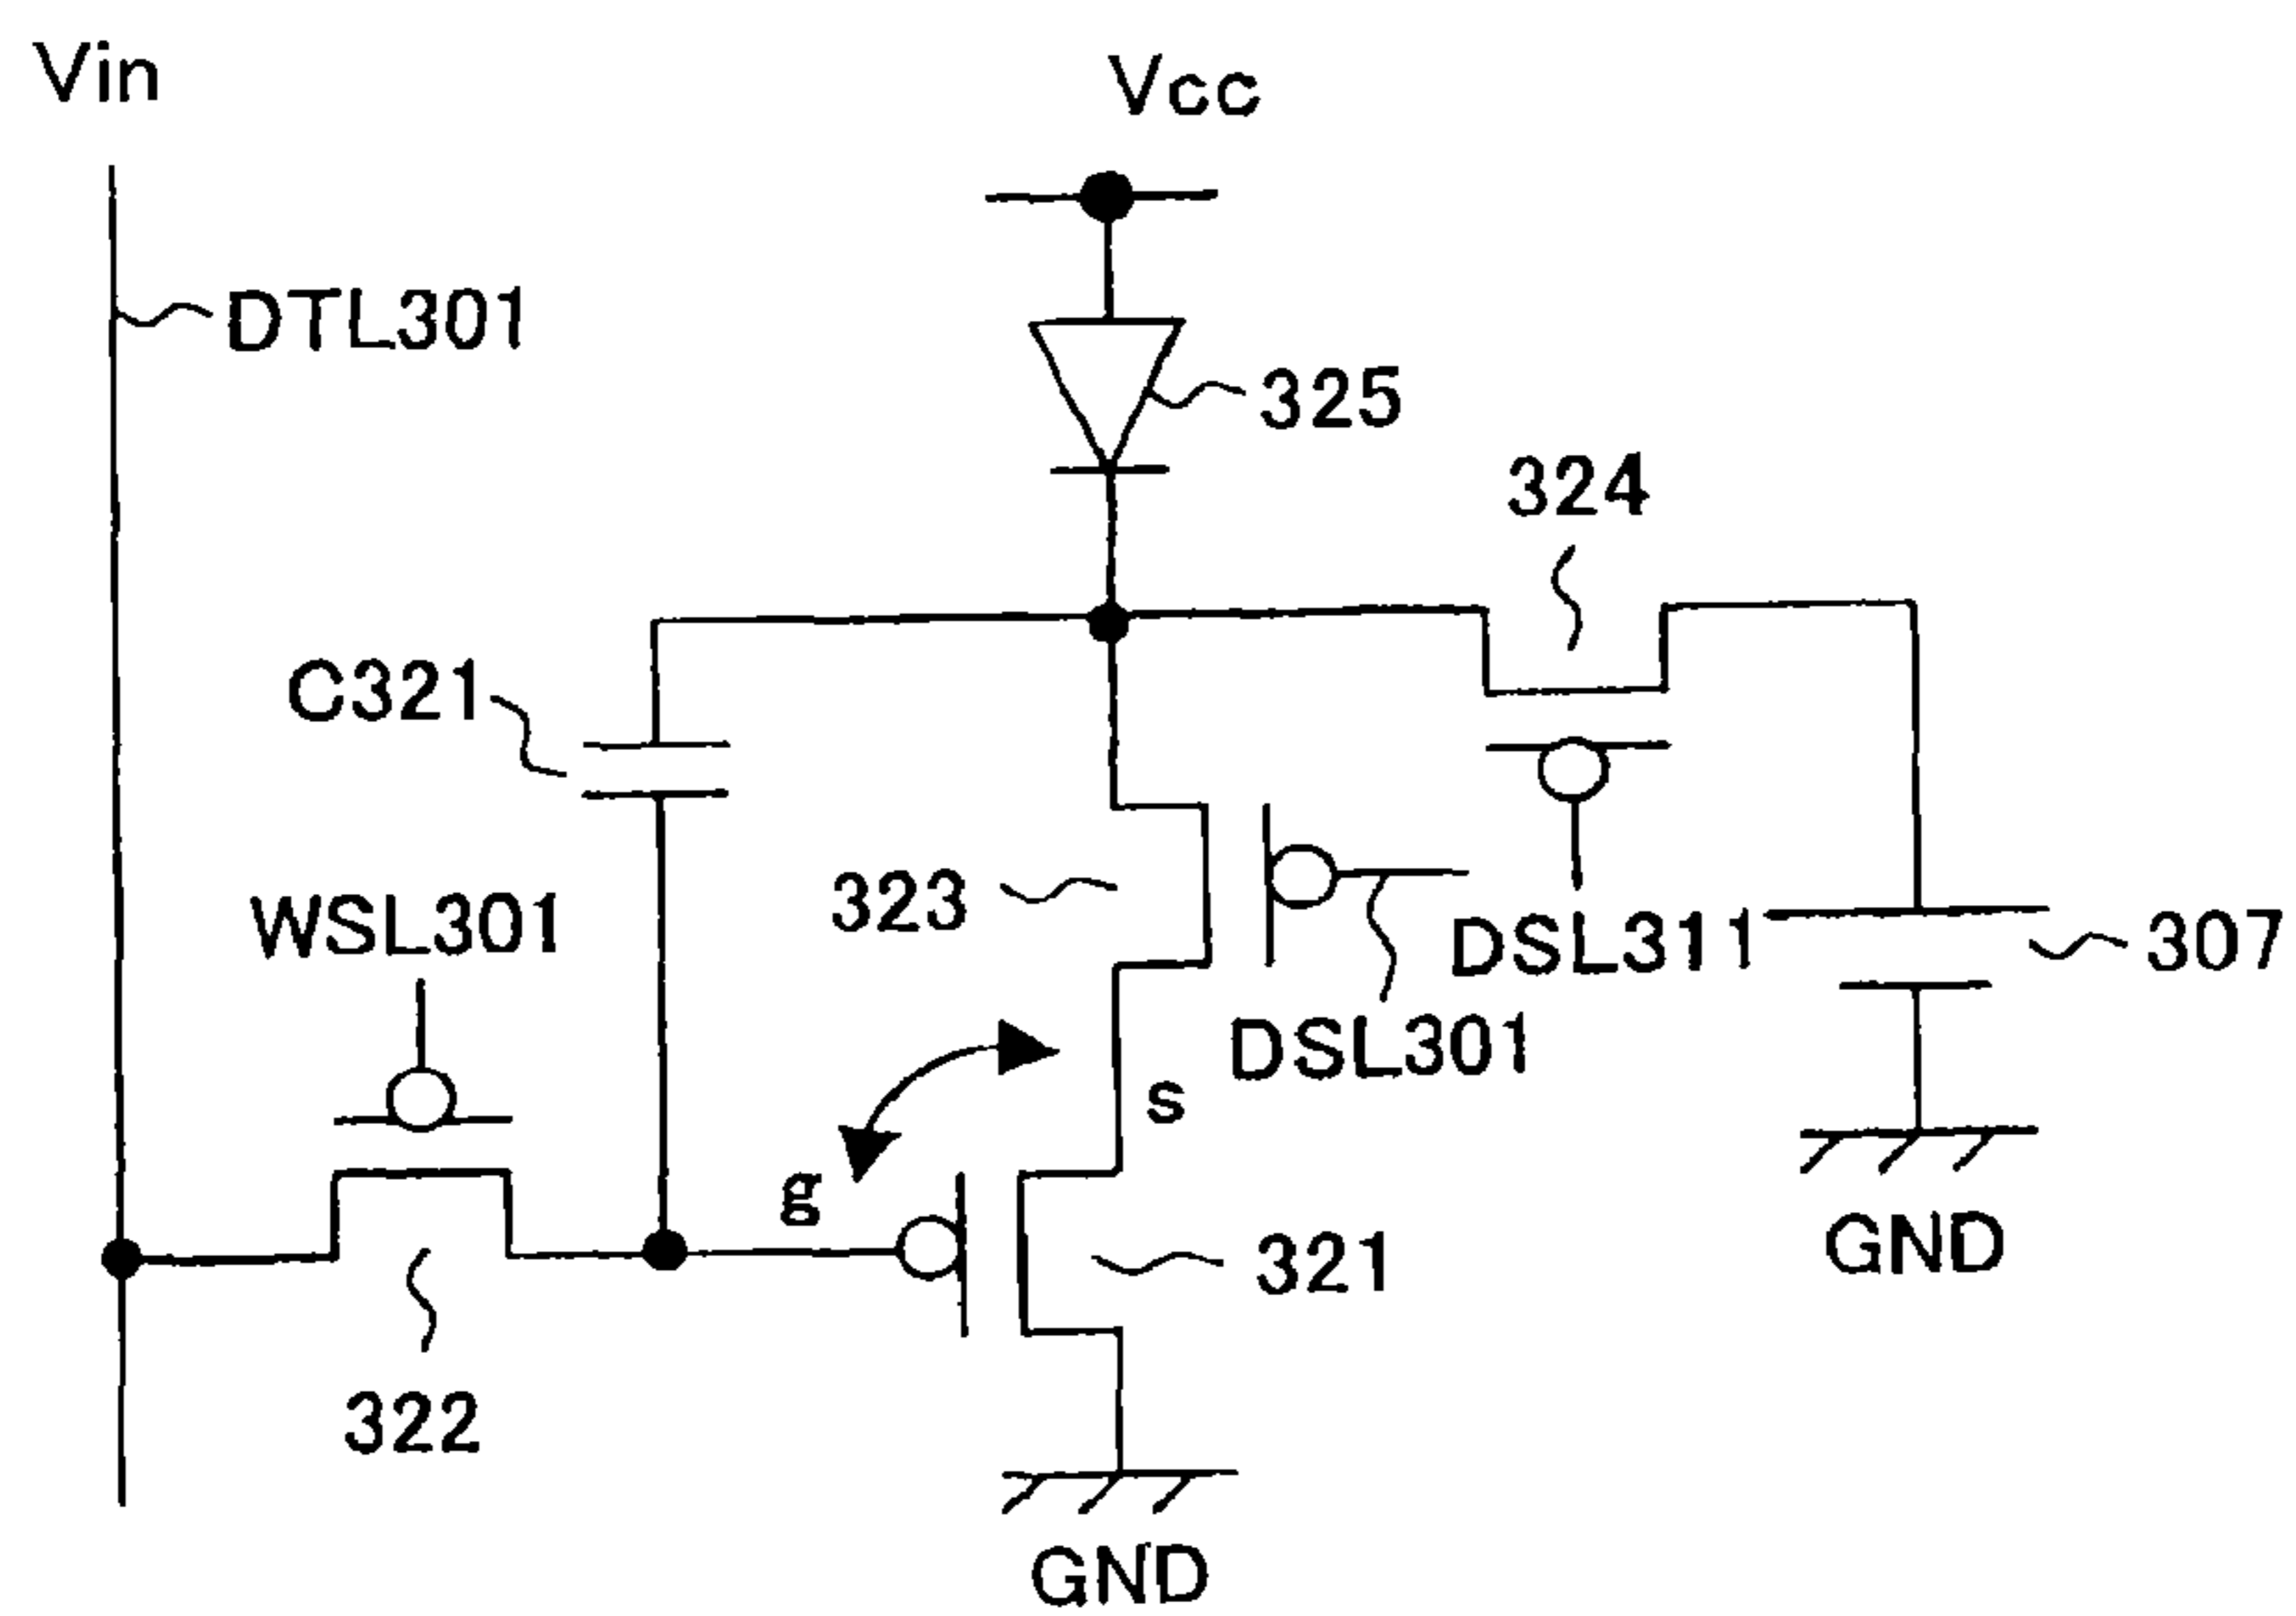 Vin
Vcc
DTL301
325
324
C321
323
WSL301
DSL311
307
DSL301
s
g
321
GND
322
GND